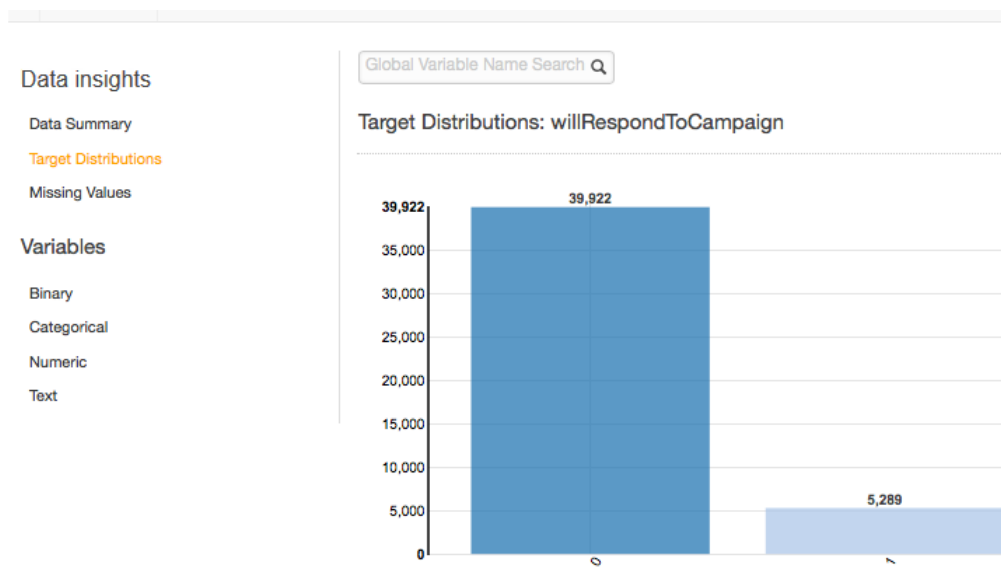 Data insights
Data Summary
Target Distributions
Missing Values
Variables
Binary
Categorical
Numeric
Text
Global Variable Name Search
Target Distributions: willRespondToCampaign
39,922
39,922
35,000
30,000
25,000
20,000
15,000
10,000
5,289
5,000
0
0
1